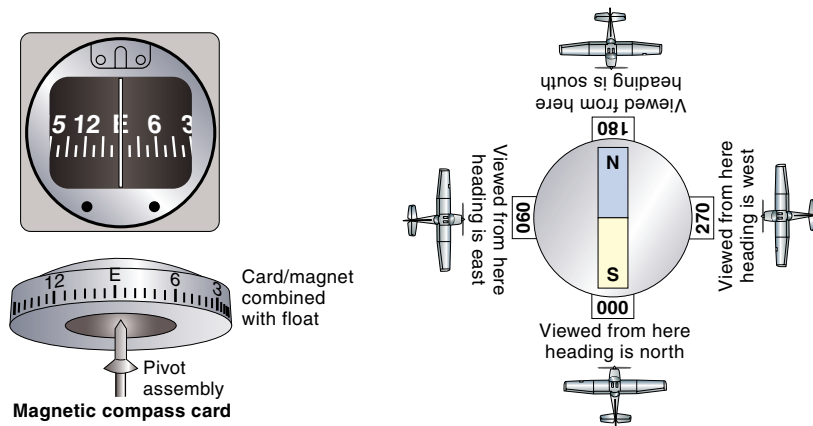 5 12 E 6 3
12 E 6 3
Card/magnet
combined
with float
Pivot
assembly
Magnetic compass card
Viewed from here
heading is south
180
N
Viewed from here
heading is east
090
270
Viewed from here
heading is west
S
000
Viewed from here
heading is north